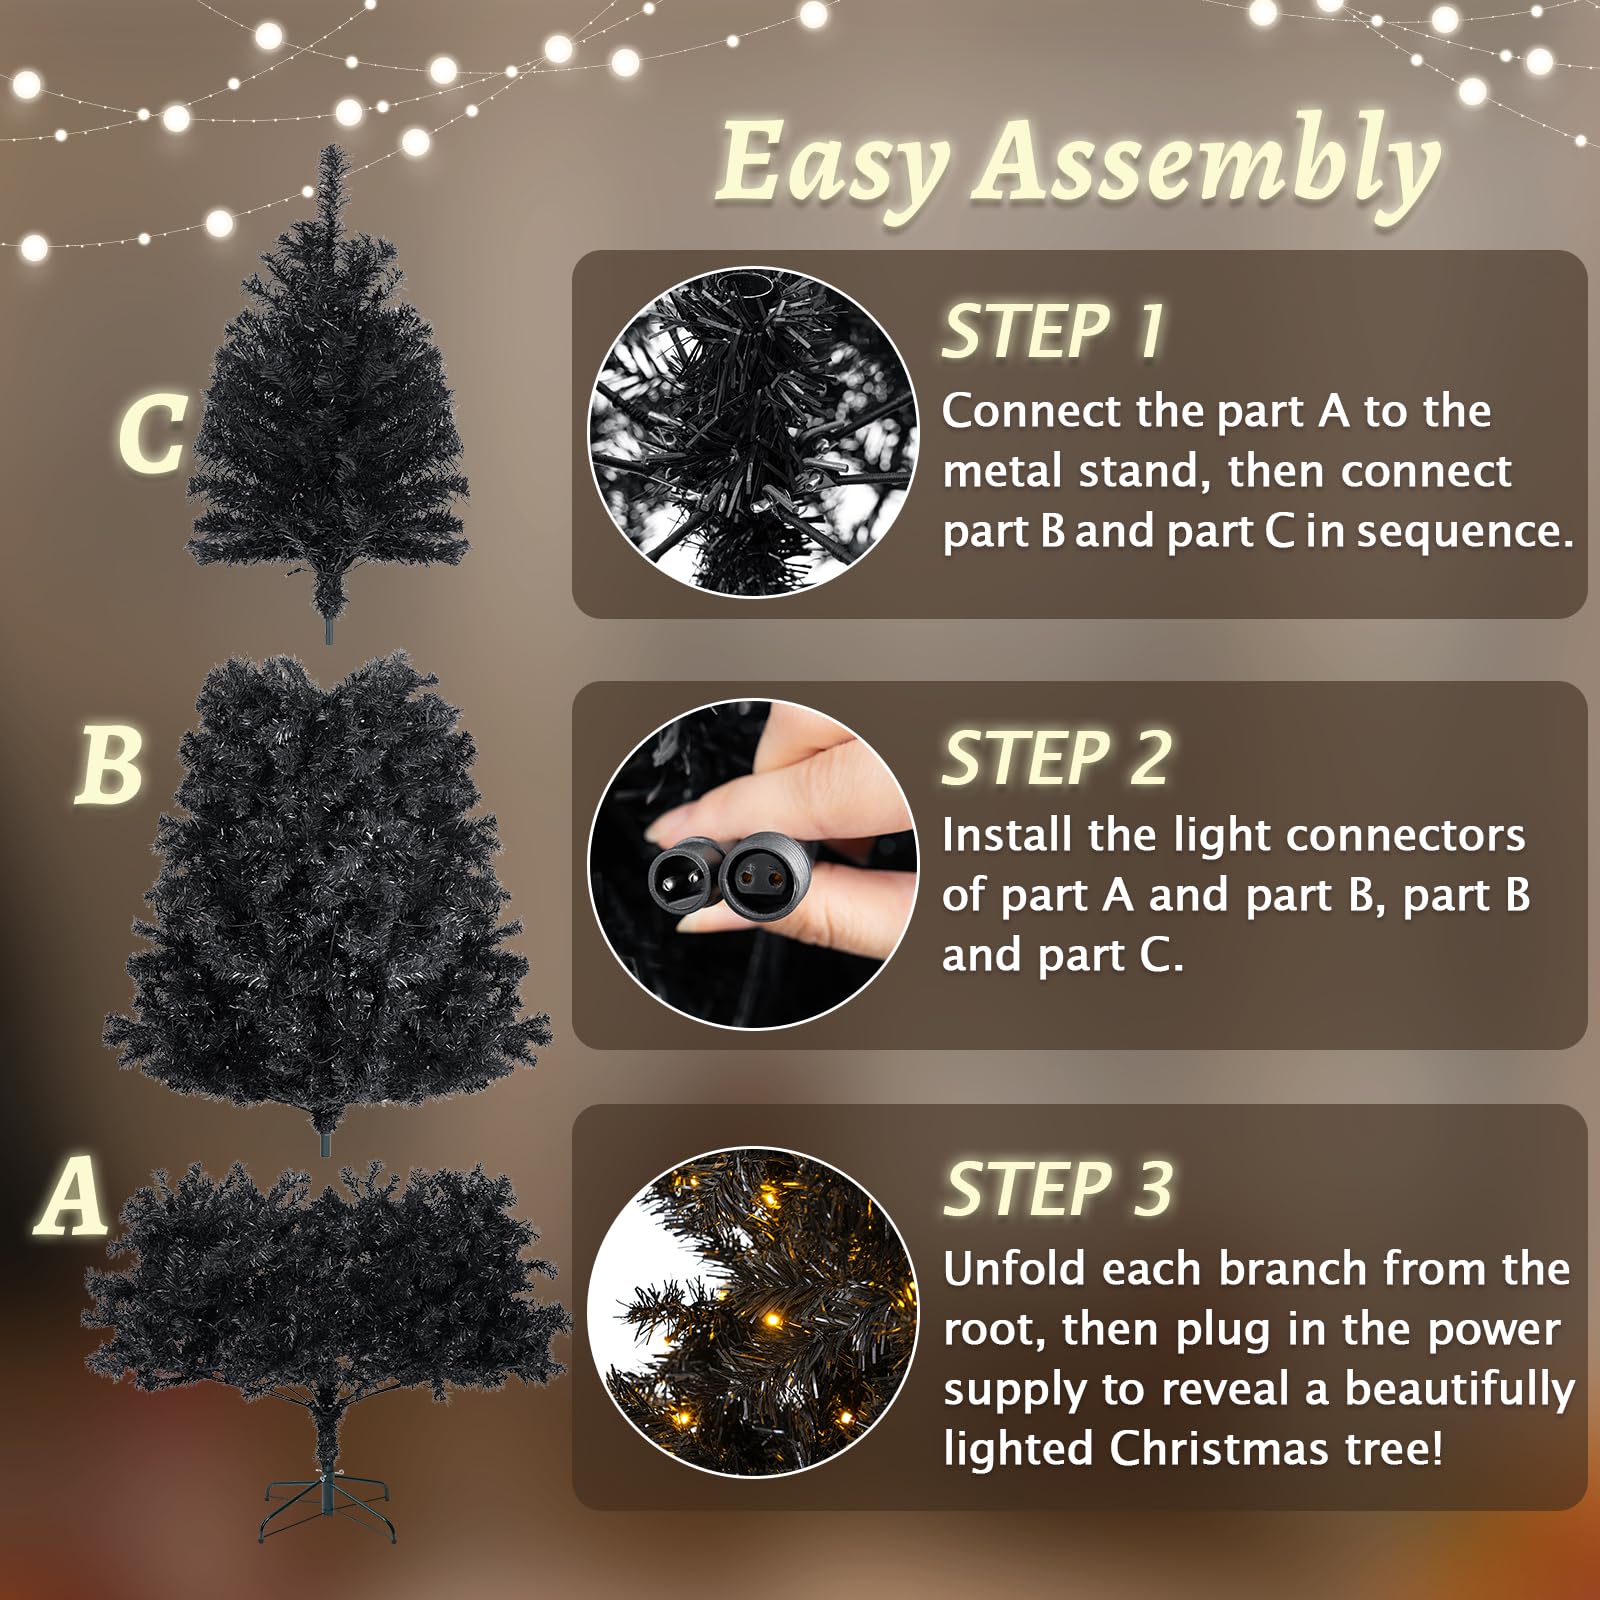 Easy Assembly
C
B
A
STEP 1
Connect the part A to the
metal stand, then connect
part B and part C in sequence.
STEP 2
Install the light connectors
of part A and part B, part B
and part C.
STEP 3
Unfold each branch from the
root, then plug in the power
supply to reveal a beautifully
lighted Christmas tree!